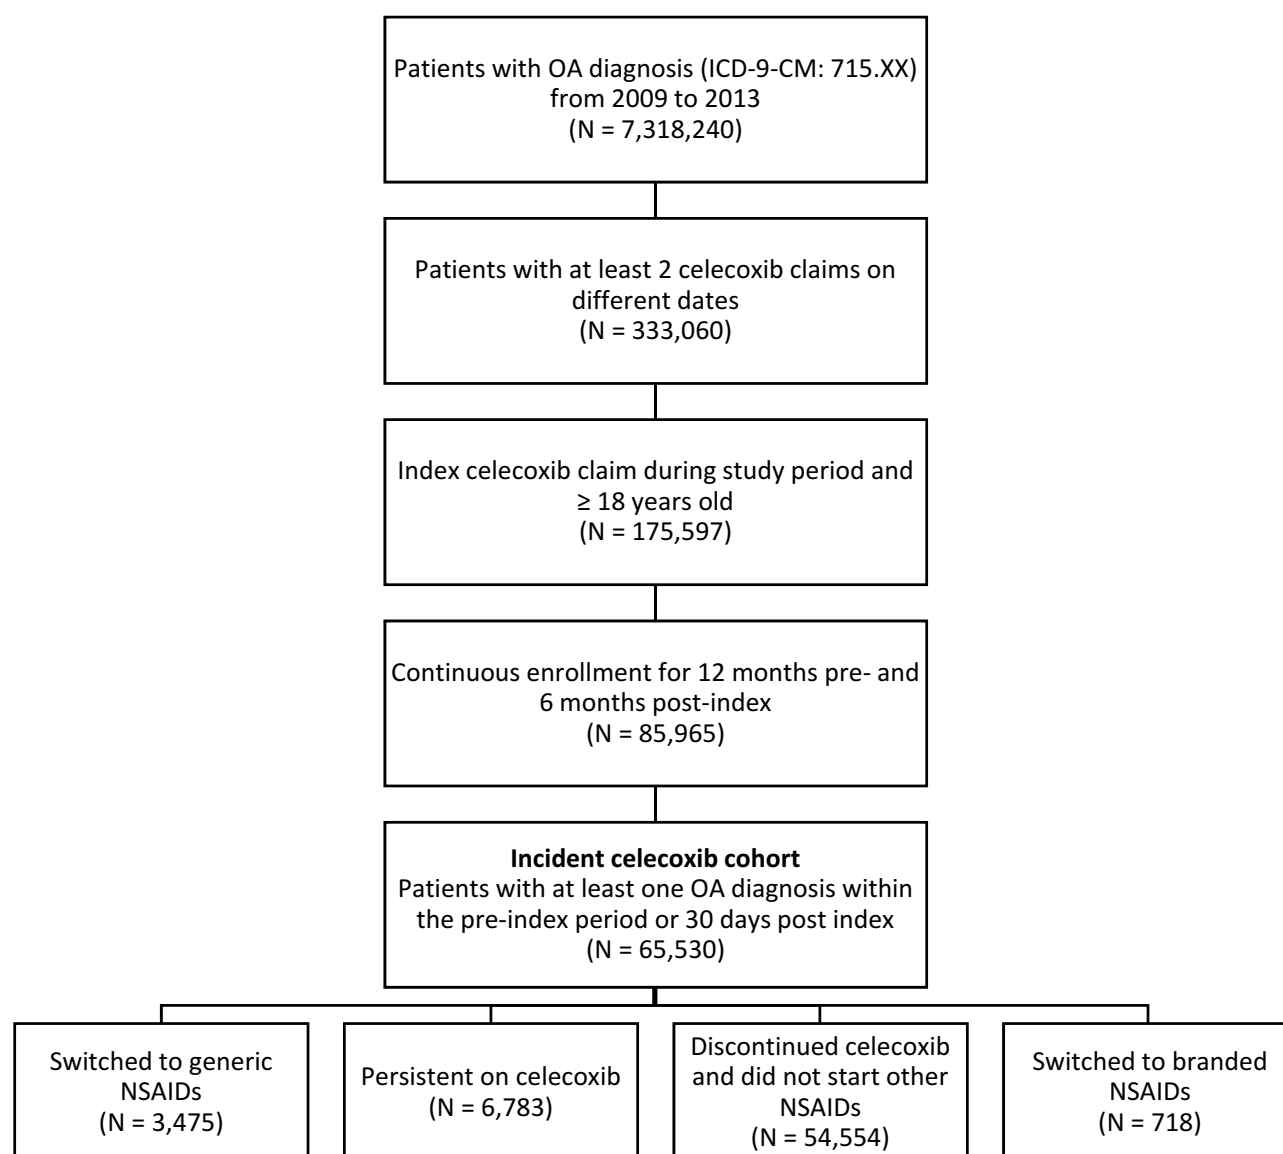 Patients with OA diagnosis (ICD-9-CM: 715.XX)
from 2009 to 2013
(N = 7,318,240)
Patients with at least 2 celecoxib claims on
different dates
(N = 333,060)
Index celecoxib claim during study period and
≥ 18 years old
(N = 175,597)
Continuous enrollment for 12 months pre- and
6 months post-index
(N = 85,965)
Incident celecoxib cohort
Patients with at least one OA diagnosis within
the pre-index period or 30 days post index
(N = 65,530)
Switched to generic
NSAIDs
(N = 3,475)
Persistent on celecoxib
(N = 6,783)
Discontinued celecoxib
and did not start other
NSAIDs
(N = 54,554)
Switched to branded
NSAIDs
(N = 718)